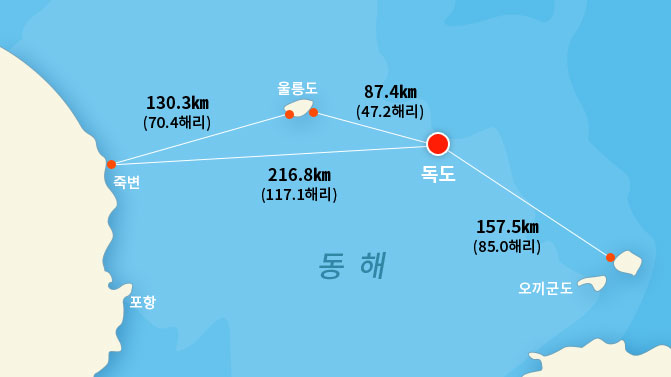 울릉도
130.3km
(70.4해리)
87.4km
(47.2해리)
독도
죽변
216.8km
(117.1해리)
157.5km
(85.0해리)
동 해
오끼군도
포항